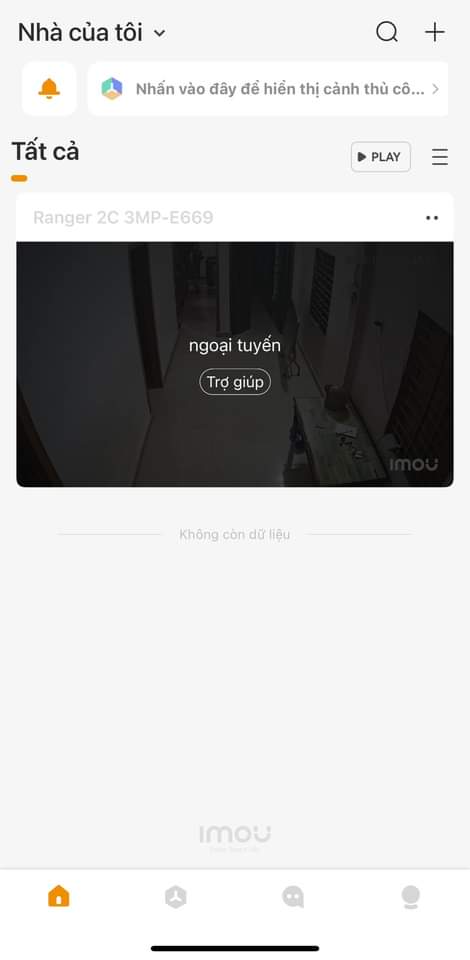 Nhà của tôi
Nhấn vào đây để hiển thị cảnh thủ cô...
Tất cả
PLAY
Ranger 2C 3MP-E669
ngoại tuyến
Trợ giúp
imou
Không còn dữ liệu
imou